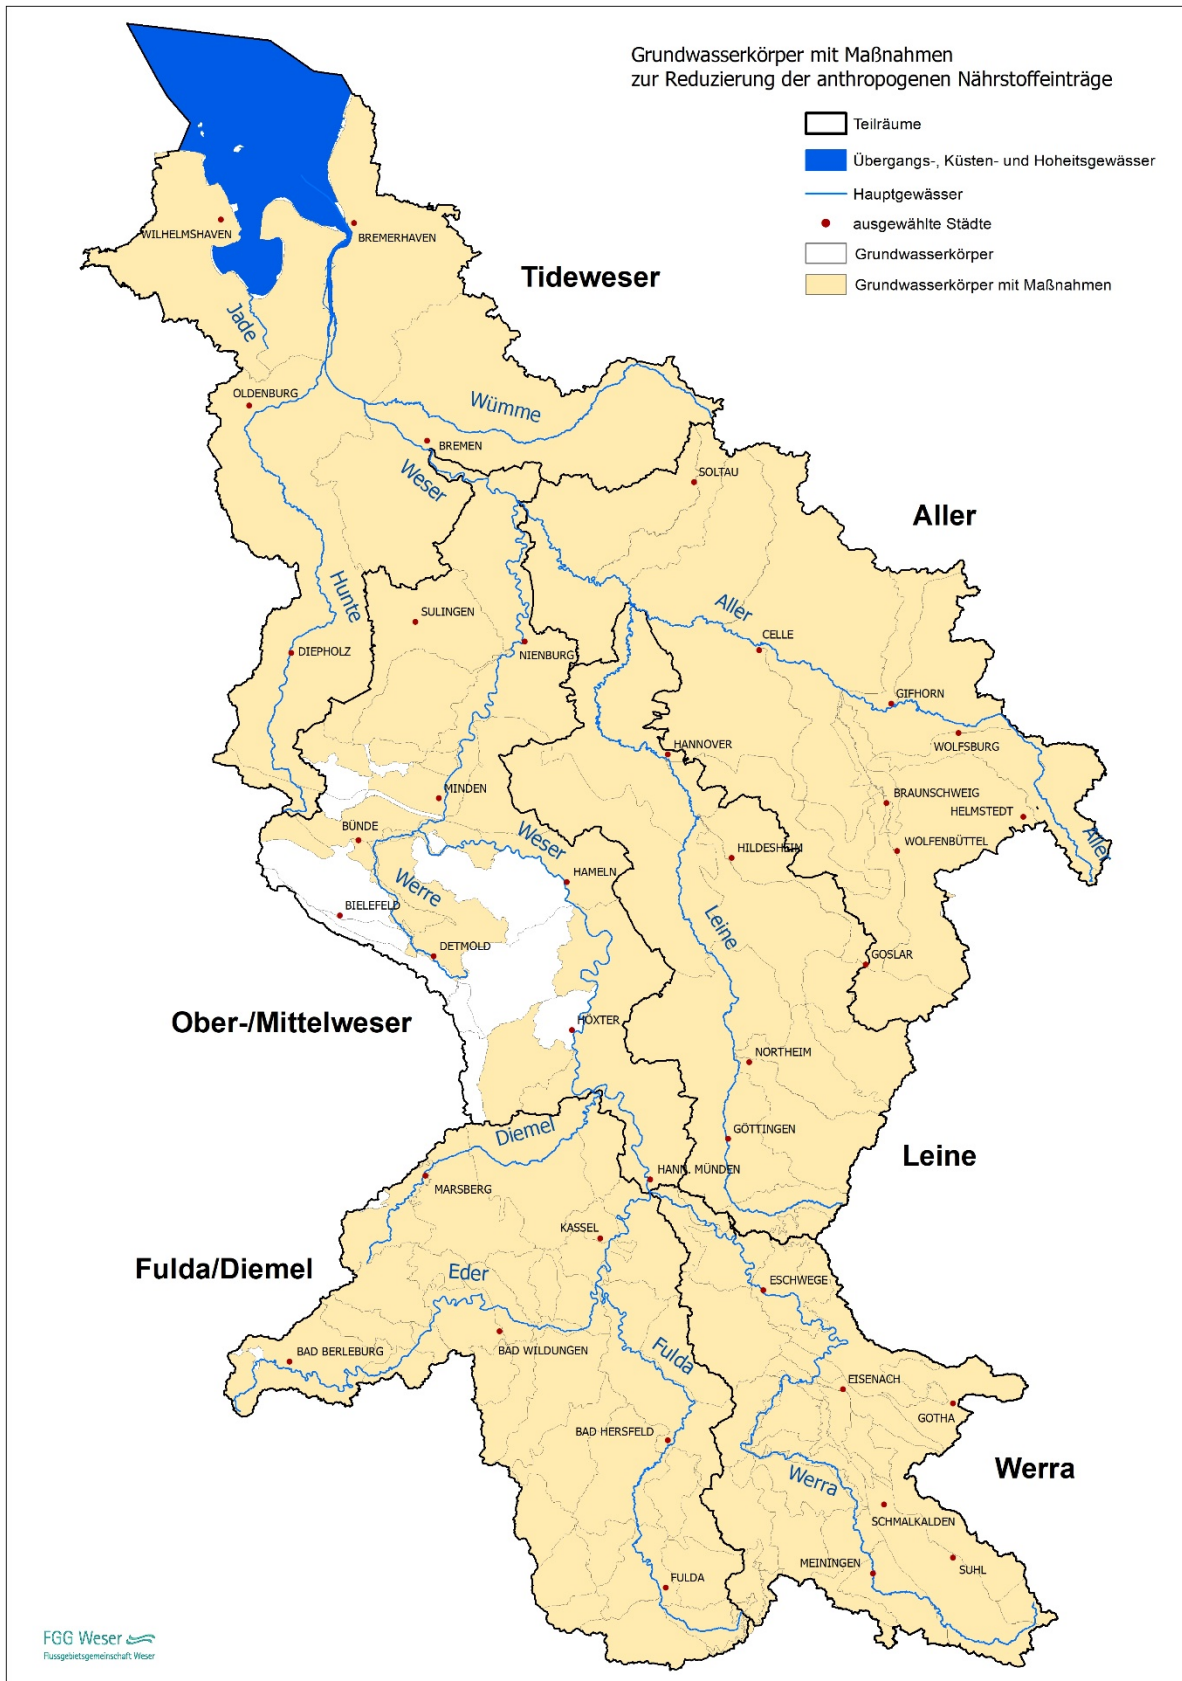 Grundwasserkörper mit Maßnahmen
zur Reduzierung der anthropogenen Nährstoffeinträge
Teilräume
Übergangs-, Küsten- und Hoheitsgewässer
Hauptgewässer
ausgewählte Städte
Grundwasserkörper
Grundwasserkörper mit Maßnahmen
WILHELMSHAVEN
BREMERHAVEN
Tideweser
Jade
OLDENBURG
Wümme
BREMEN
Weser
SOLTAU
Aller
Hunte
SULINGEN
Aller
CELLE
DIEPHOLZ
NIENBURG
GIFHORN
WOLFSBURG
HANNOVER
MINDEN
BRAUNSCHWEIG
HELMSTEDT
BÜNDE
Weser
WOLFENBÜTTEL
Aller
HILDESHEIM
HAMELN
Werre
BIELEFELD
Leine
DETMOLD
GOSLAR
Ober-/Mittelweser
HÖXTER
NORTHEIM
Diemel
GÖTTINGEN
Leine
HANN. MÜNDEN
MARSBERG
KASSEL
Fulda/Diemel
Eder
ESCHWEGE
BAD BERLEBURG
BAD WILDUNGEN
Fulda
EISENACH
GOTHA
BAD HERSFELD
Werra
Werra
SCHMALKALDEN
MEININGEN
SUHL
FULDA
FGG Weser
Flussgebietsgemeinschaft Weser